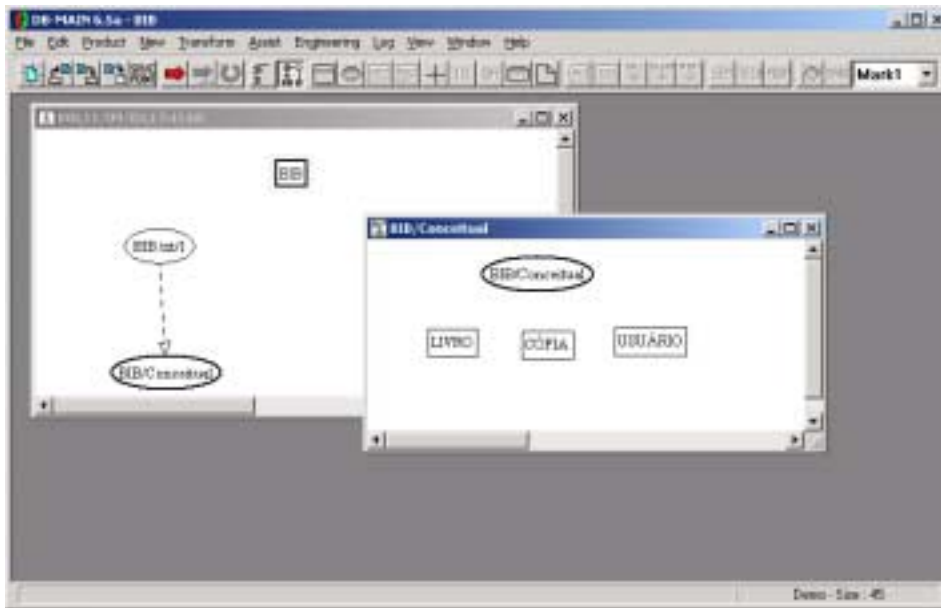 DB-MAIN 6.5a - BIB
File Edit Product New Transform Assist Engineering Log View Window Help
Mark1
BIB
BIB/Conceitual
BIB.txt/1
BIB/Conceitual
LIVRO CÓPIA USUÁRIO
BIB/Conceitual
Demo - Size : 45